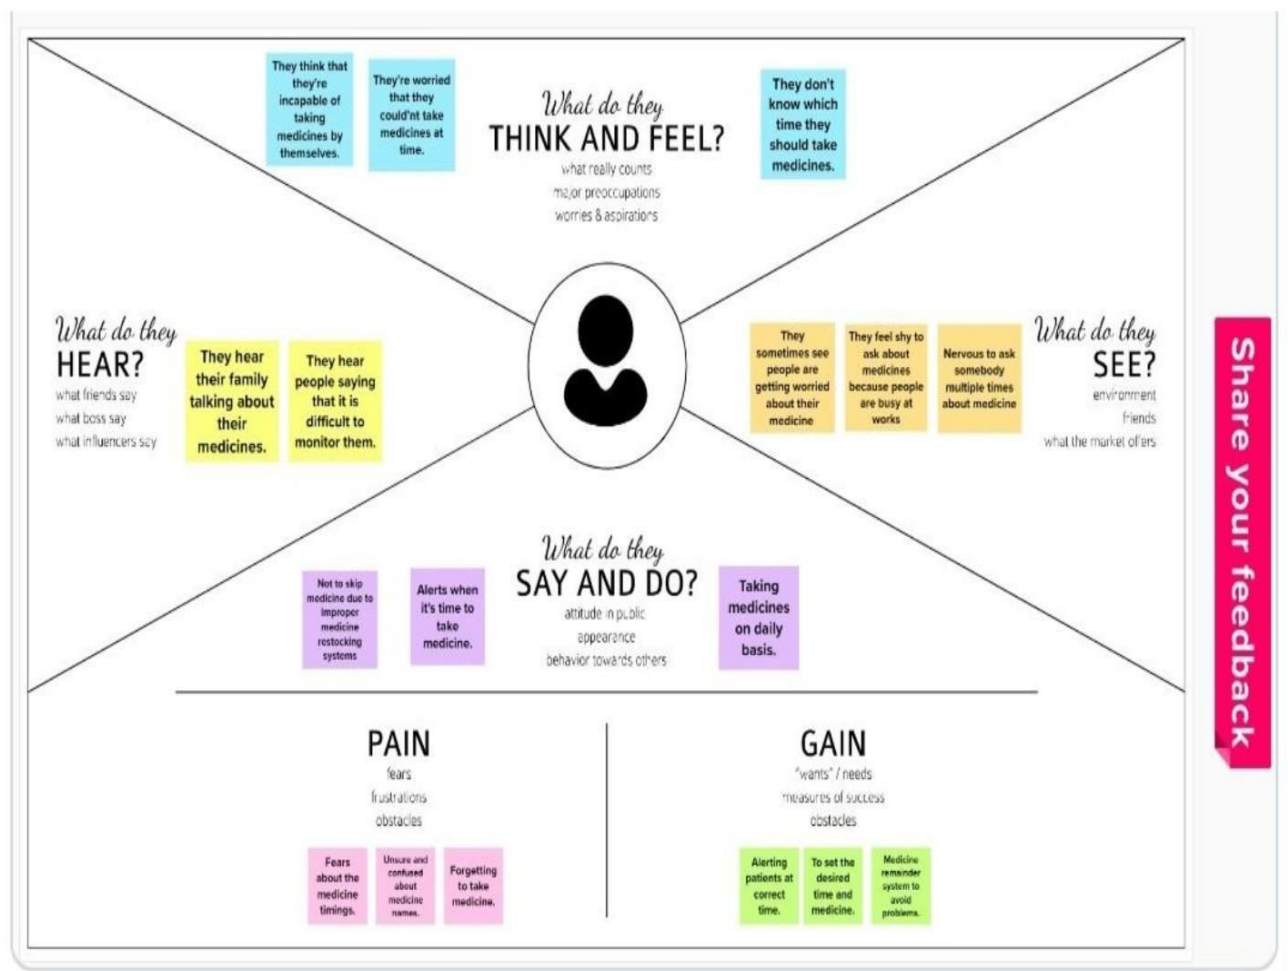 They think that
they're
incapable of
taking
medicines by
themselves.
They're worried
that they
could'nt take
medicines at
time.
What do they
THINK AND FEEL?
what really counts
major preoccupations
worries & aspirations
They don't
know which
time they
should take
medicines.
What do they
HEAR?
what friends say
what boss say
what influencers say
They hear
their family
talking about
their
medicines.
They hear
people saying
that it is
difficult to
monitor them.
They
sometimes see
people are
getting worried
about their
medicine
They feel shy to
ask about
medicines
because people
are busy at
works
Nervous to ask
somebody
multiple times
about medicine
What do they
SEE?
environment
friends
what the market offers
Not to skip
medicine due to
improper
medicine
restocking
systems
Alerts when
it's time to
take
medicine.
What do they
SAY AND DO?
attitude in public
appearance
behavior towards others
Taking
medicines
on daily
basis.
PAIN
fears
frustrations
obstacles
Fears
about the
medicine
timings.
Unsure and
confused
about
medicine
names.
Forgetting
to take
medicine.
GAIN
"wants" / needs
measures of success
obstacles
Alerting
patients at
correct
time.
To set the
desired
time and
medicine.
Medicine
remainder
system to
avoid
problems.
Share your feedback